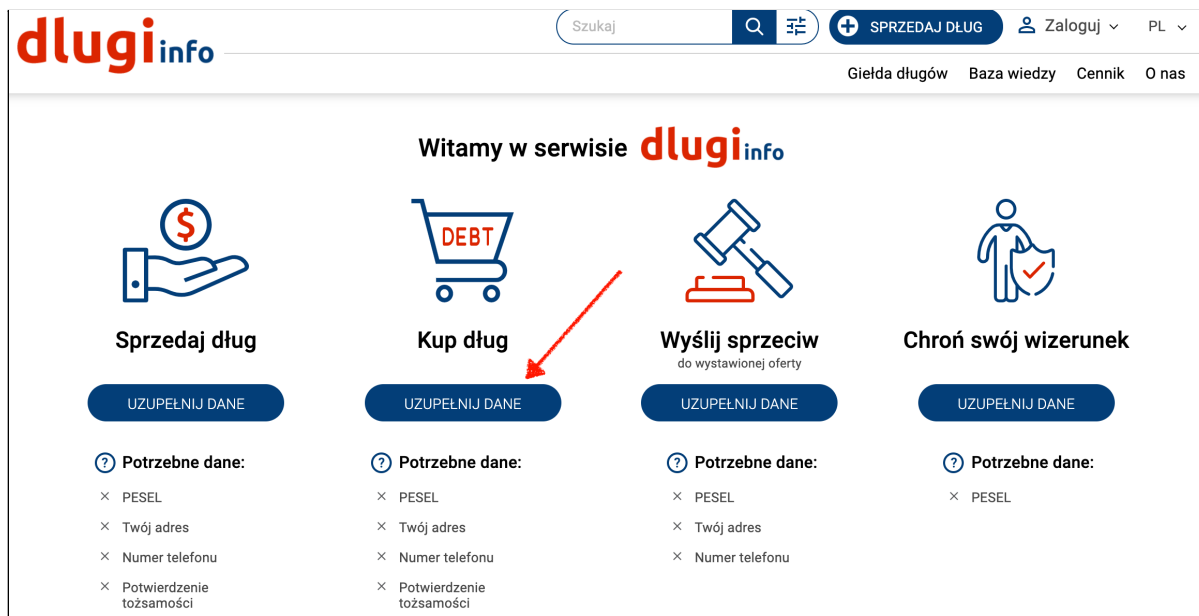 dlugi info
Szukaj
SPRZEDAJ DŁUG
Zaloguj
PL
Giełda długów Baza wiedzy Cennik O nas
Witamy w serwisie dlugi info
$
DEBT
Sprzedaj dług
UZUPEŁNIJ DANE
? Potrzebne dane:
× PESEL
× Twój adres
× Numer telefonu
× Potwierdzenie
tożsamości
Kup dług
UZUPEŁNIJ DANE
? Potrzebne dane:
× PESEL
× Twój adres
× Numer telefonu
× Potwierdzenie
tożsamości
Wyślij sprzeciw
do wystawionej oferty
UZUPEŁNIJ DANE
? Potrzebne dane:
× PESEL
× Twój adres
× Numer telefonu
Chroń swój wizerunek
UZUPEŁNIJ DANE
? Potrzebne dane:
× PESEL